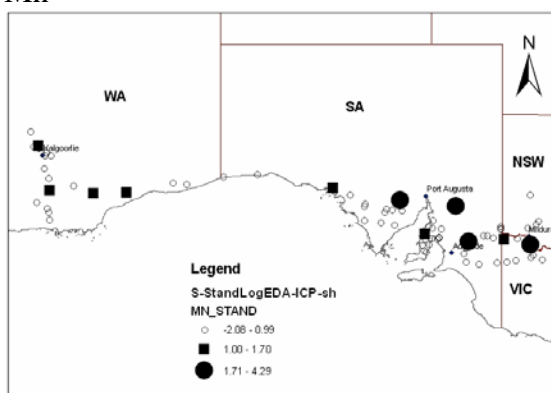 Mn
N
WA
SA
NSW
VIC
Kalgoorlie
Port Augusta
Mildura
Legend
S-StandLogEDA-ICP-sh
MN_STAND
-2.08 - 0.99
1.00 - 1.70
1.71 - 4.29